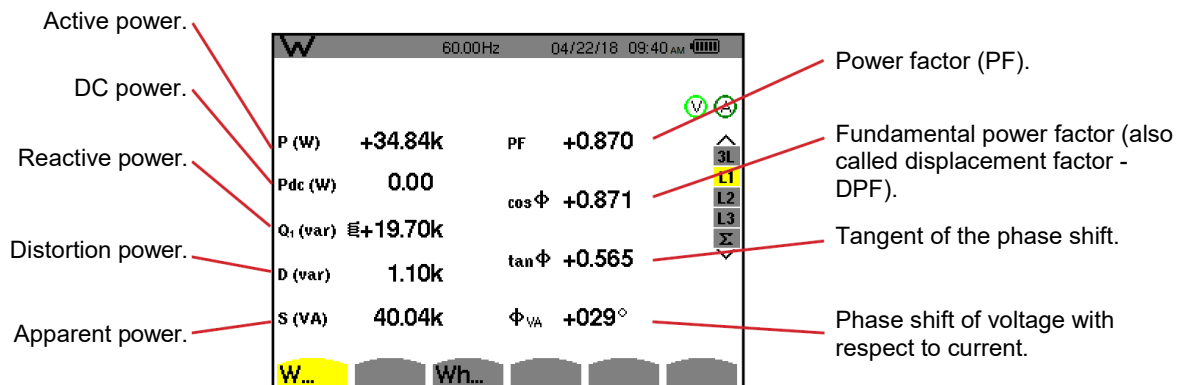 Active power.
DC power.
Reactive power.
Distortion power.
Apparent power.
W 60.00Hz 04/22/18 09:40 AM
V A
P (W) +34.84k PF +0.870
Pdc (W) 0.00 cos Φ +0.871
Q₁ (var) +19.70k tan Φ +0.565
D (var) 1.10k
S (VA) 40.04k Φ VA +029°
3L
L1
L2
L3
Σ
W... Wh...
Power factor (PF).
Fundamental power factor (also
called displacement factor -
DPF).
Tangent of the phase shift.
Phase shift of voltage with
respect to current.